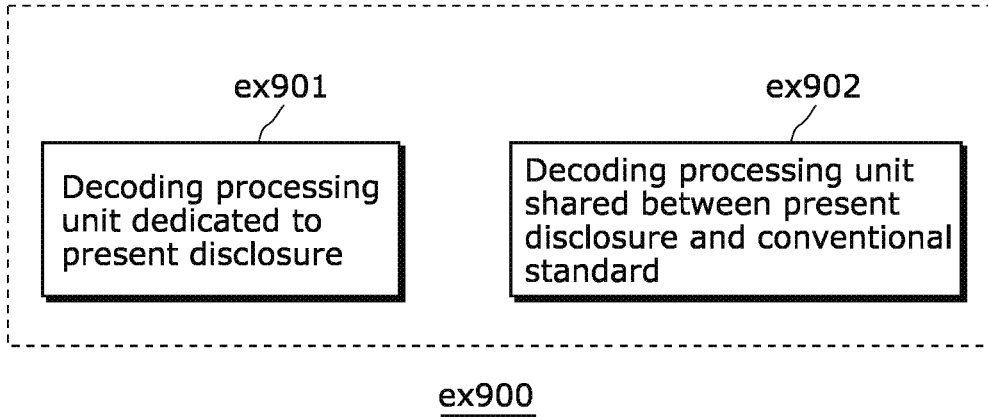 ex901
ex902
Decoding processing
unit dedicated to
present disclosure
Decoding processing unit
shared between present
disclosure and conventional
standard
ex900